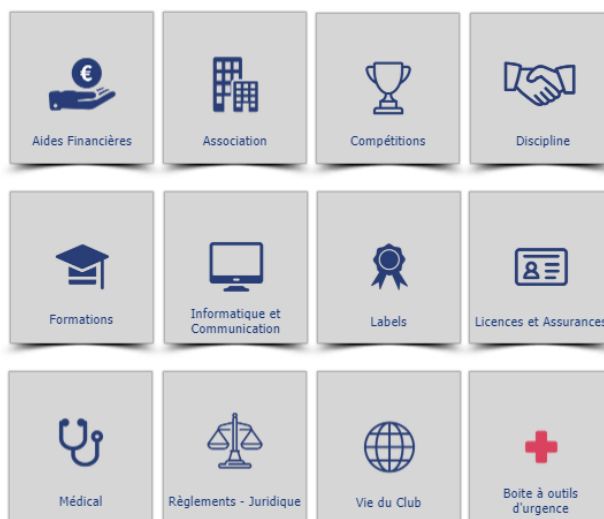 Aides Financières
Association
Compétitions
Discipline
Formations
Informatique et
Communication
Labels
Licences et Assurances
Médical
Règlements - Juridique
Vie du Club
Boite à outils
d'urgence